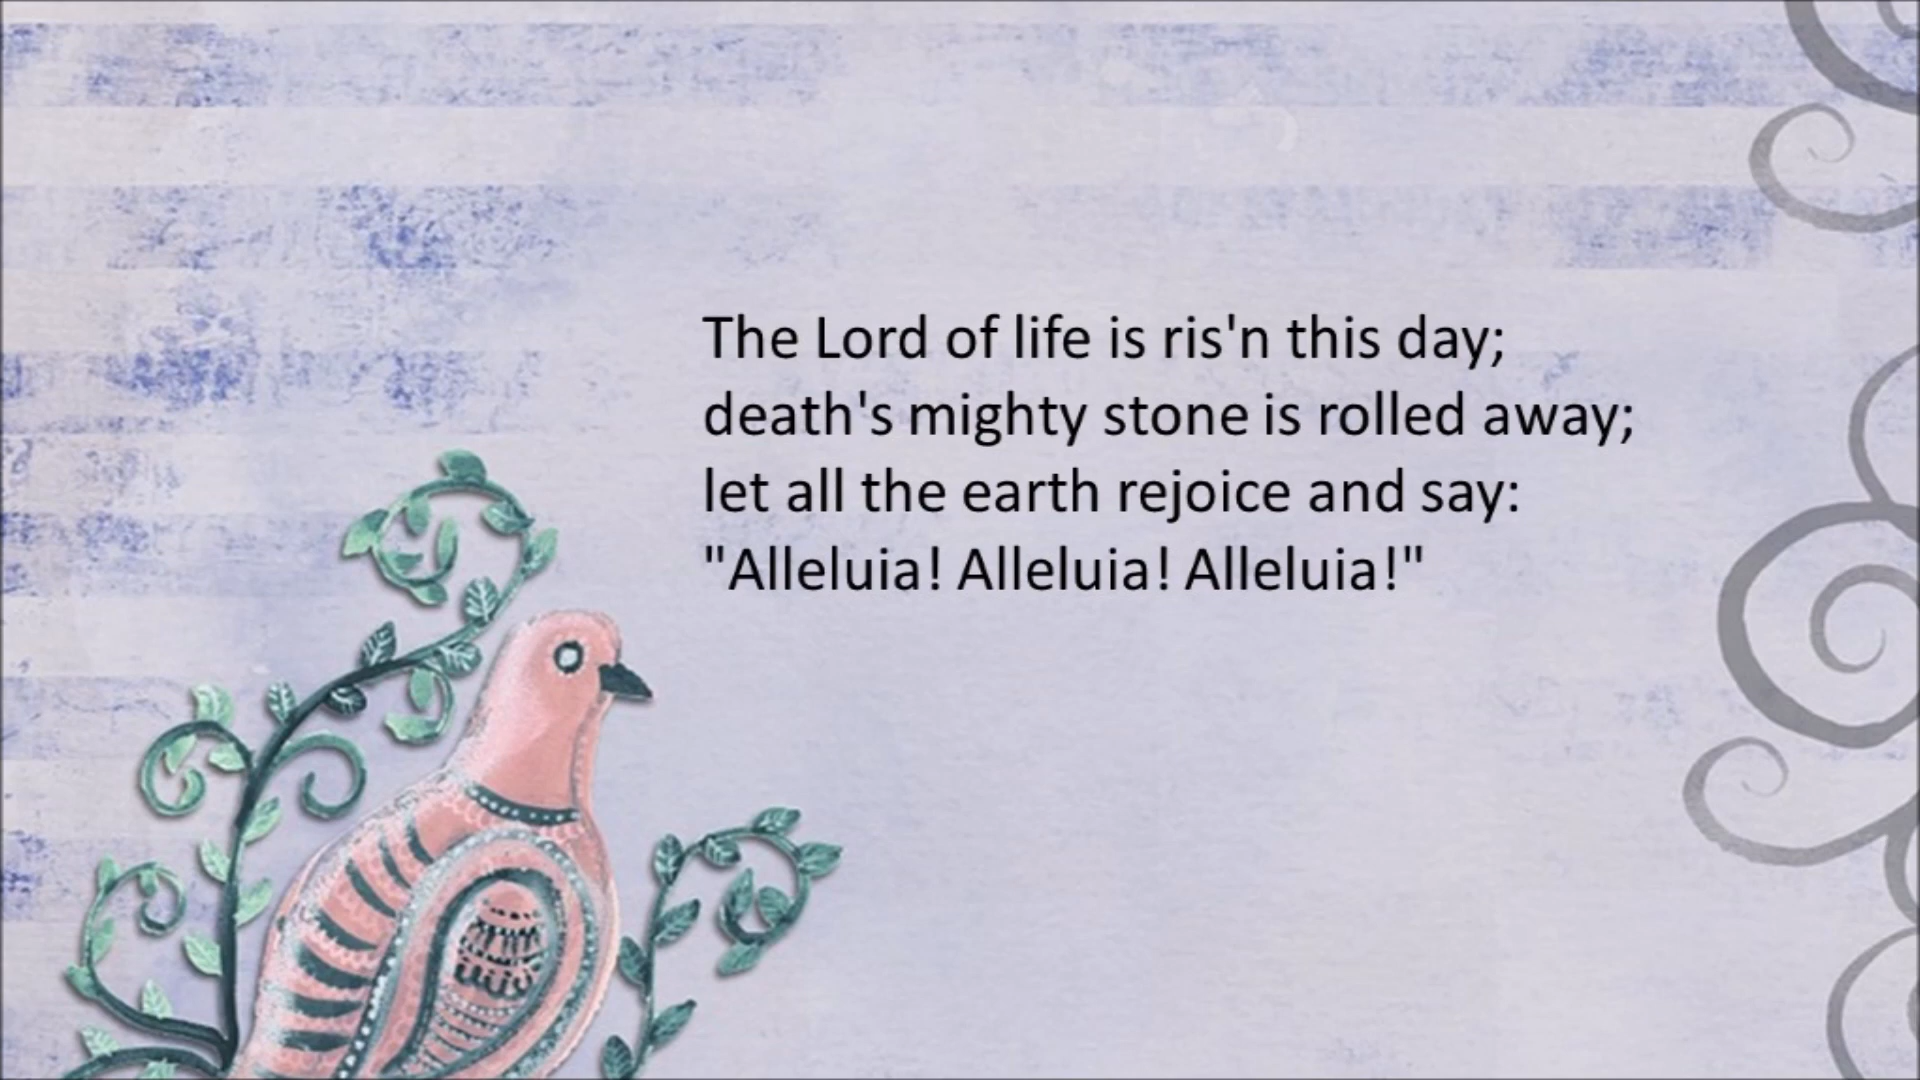 The Lord of life is ris'n this day;
death's mighty stone is rolled away;
let all the earth rejoice and say:
"Alleluia! Alleluia! Alleluia!"